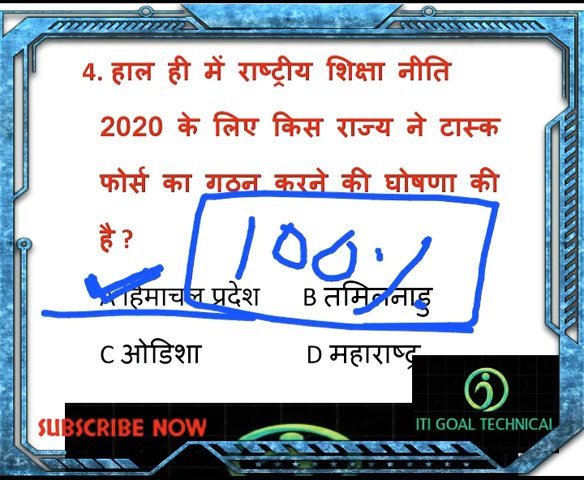 4. हाल ही में राष्ट्रीय शिक्षा नीति
2020 के लिए किस राज्य ने टास्क
फोर्स का गठन करने की घोषणा की
है ?
100%
A हिमाचल प्रदेश B तमिलनाडु
C ओडिशा D महाराष्ट्र
SUBSCRIBE NOW
ITI GOAL TECHNICAL